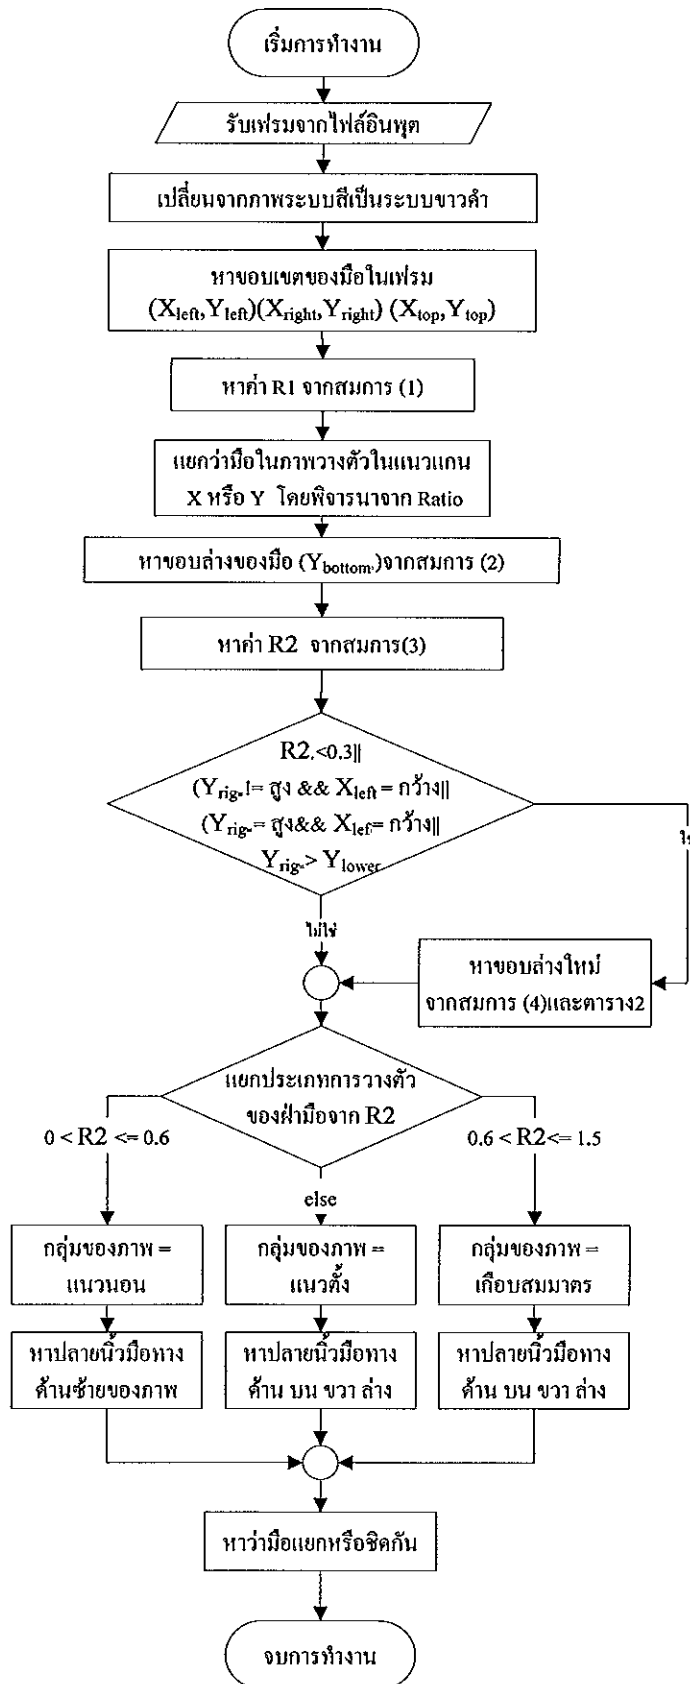 เริ่มการทำงาน
รับเฟรมจากไฟล์อินพุต
เปลี่ยนจากภาพระบบสีเป็นระบบขาวดำ
หาขอบเขตของมือในเฟรม
(X_left,Y_left)(X_right,Y_right) (X_top,Y_top)
หาค่า R1 จากสมการ (1)
แยกว่ามือในภาพวางตัวในแนวแกน
X หรือ Y โดยพิจารนาจาก Ratio
หาขอบล่างของมือ (Y_bottom)จากสมการ (2)
หาค่า R2 จากสมการ(3)
R2.<0.3||
(Y_rig != สูง && X_left = กว้าง||
(Y_rig = สูง&& X_lef = กว้าง||
Y_rig > Y_lower
ไม่ใช่
หาขอบล่างใหม่
จากสมการ (4)และตาราง2
แยกประเภทการวางตัว
ของฝ่ามือจาก R2
0 < R2 <= 0.6
0.6 < R2<= 1.5
else
กลุ่มของภาพ =
แนวนอน
กลุ่มของภาพ =
แนวตั้ง
กลุ่มของภาพ =
เกือบสมมาตร
หาปลายนิ้วมือทาง
ด้านซ้ายของภาพ
หาปลายนิ้วมือทาง
ด้าน บน ขวา ล่าง
หาปลายนิ้วมือทาง
ด้าน บน ขวา ล่าง
หาว่ามือแยกหรือชิดกัน
จบการทำงาน